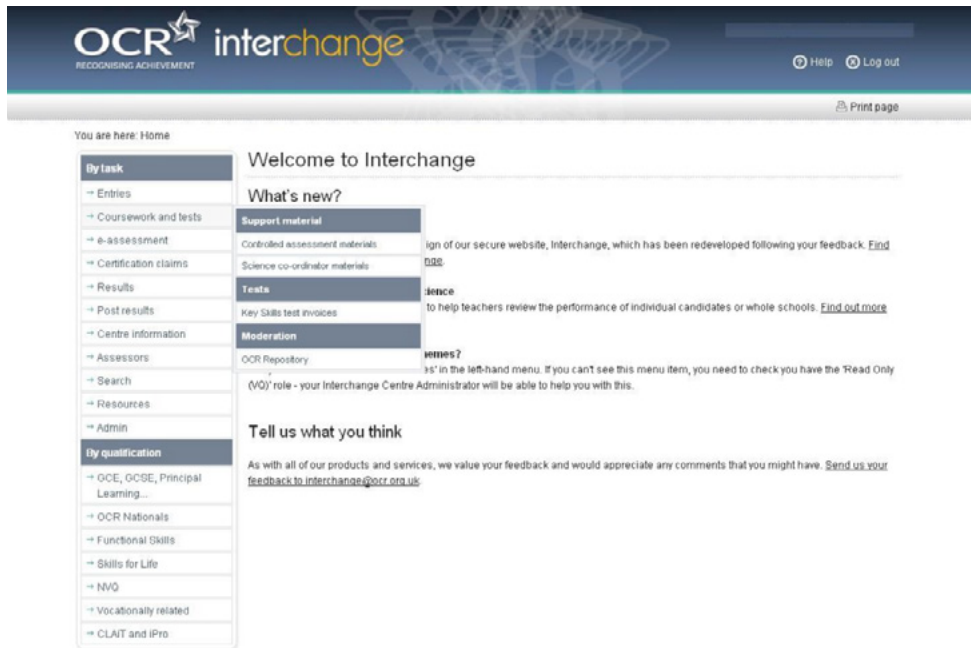 OCR interchange
RECOGNISING ACHIEVEMENT
Help Log out
Print page
You are here: Home
By task
Entries
Coursework and tests
e-assessment
Certification claims
Results
Post results
Centre information
Assessors
Search
Resources
Admin
By qualification
GCE, GCSE, Principal
Learning...
OCR Nationals
Functional Skills
Skills for Life
NVQ
Vocationally related
CLAiT and iPro
Support material
Controlled assessment materials
Science co-ordinator materials
Tests
Key Skills test invoices
Moderation
OCR Repository
Welcome to Interchange
What's new?
ign of our secure website, Interchange, which has been redeveloped following your feedback. Find
nge.
ience
to help teachers review the performance of individual candidates or whole schools. Find out more
emes?
es' in the left-hand menu. If you can't see this menu item, you need to check you have the 'Read Only
(VQ)' role - your Interchange Centre Administrator will be able to help you with this.
Tell us what you think
As with all of our products and services, we value your feedback and would appreciate any comments that you might have. Send us your
feedback to interchange@ocr.org.uk.